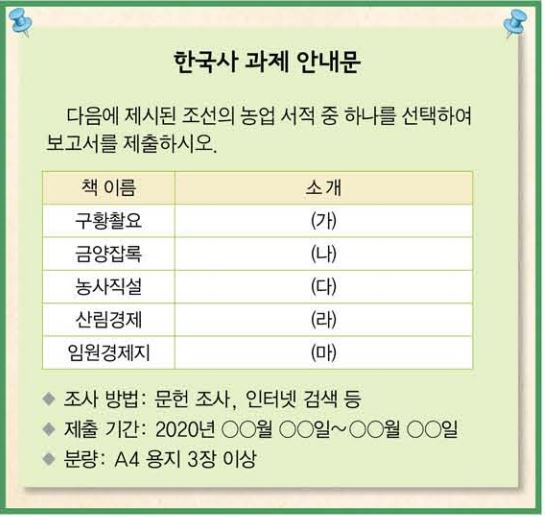 한국사 과제 안내문
다음에 제시된 조선의 농업 서적 중 하나를 선택하여
보고서를 제출하시오.
책 이름 소개
구황촬요 (가)
금양잡록 (나)
농사직설 (다)
산림경제 (라)
임원경제지 (마)
◆ 조사 방법: 문헌 조사, 인터넷 검색 등
◆ 제출 기간: 2020년 ○○월 ○○일~○○월 ○○일
◆ 분량: A4 용지 3장 이상